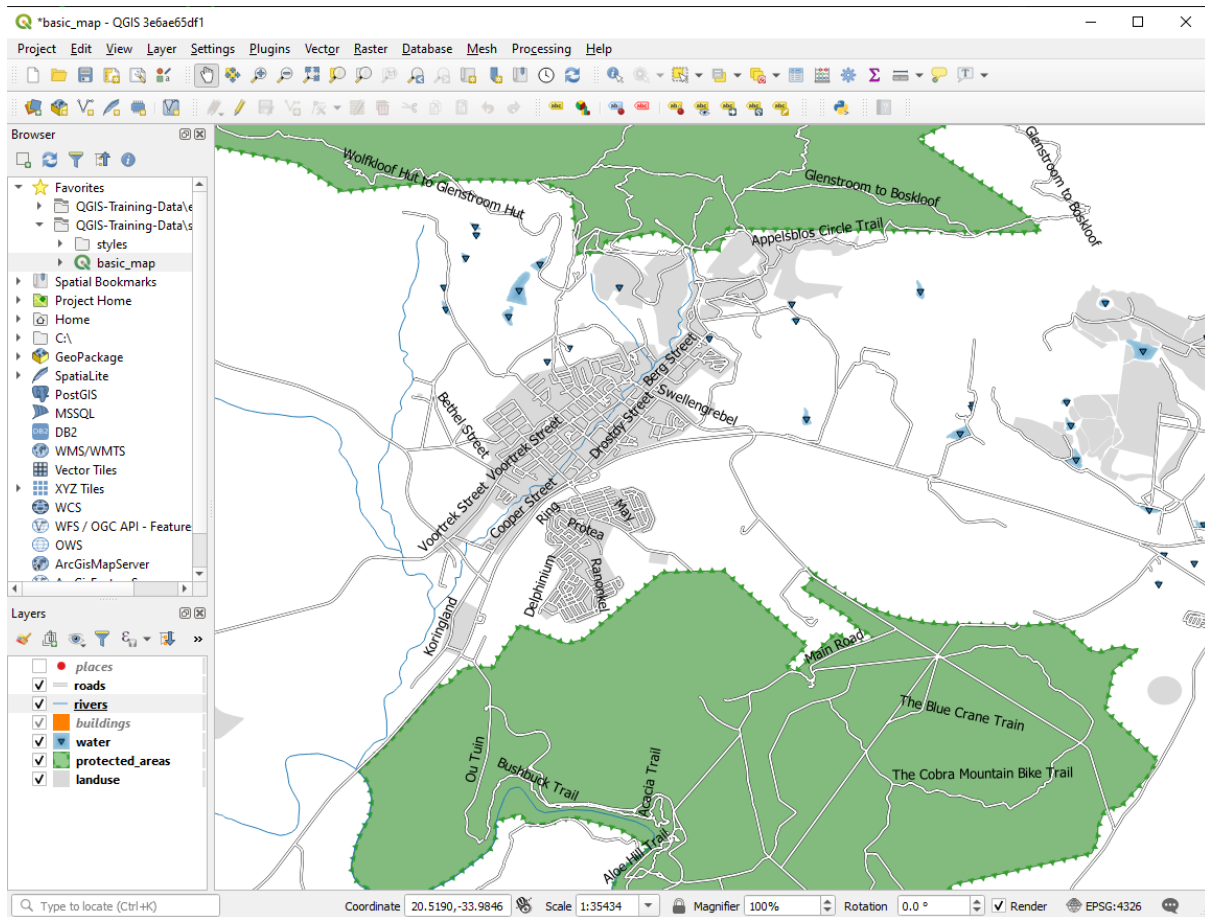 *basic_map - QGIS 3e6ae65df1
Project Edit View Layer Settings Plugins Vector Raster Database Mesh Processing Help
Browser
Favorites
QGIS-Training-Data\e
QGIS-Training-Data\s
styles
basic_map
Spatial Bookmarks
Project Home
Home
C:\
GeoPackage
SpatiaLite
PostGIS
MSSQL
DB2
WMS/WMTS
Vector Tiles
XYZ Tiles
WCS
WFS / OGC API - Feature
OWS
ArcGisMapServer
Layers
places
roads
rivers
buildings
water
protected_areas
landuse
Wolfkloof Hut to Glenstroom Hut
Glenstroom to Boskloof
Glenstroom to Boskloof
Appelsblos Circle Trail
Berg Street
Swellengrebel
Bethel Street
Drostdy Street
Voortrek Street
Voortrek Street
Cooper Street
Ring
May
Protea
Delphinium
Ranonkel
Koringland
Main Road
The Blue Crane Train
The Cobra Mountain Bike Trail
Ou Tuin
Bushbuck Trail
Acacia Trail
Aloe Hill Trail
Type to locate (Ctrl+K) Coordinate 20.5190,-33.9846 Scale 1:35434 Magnifier 100% Rotation 0.0 ° Render EPSG:4326